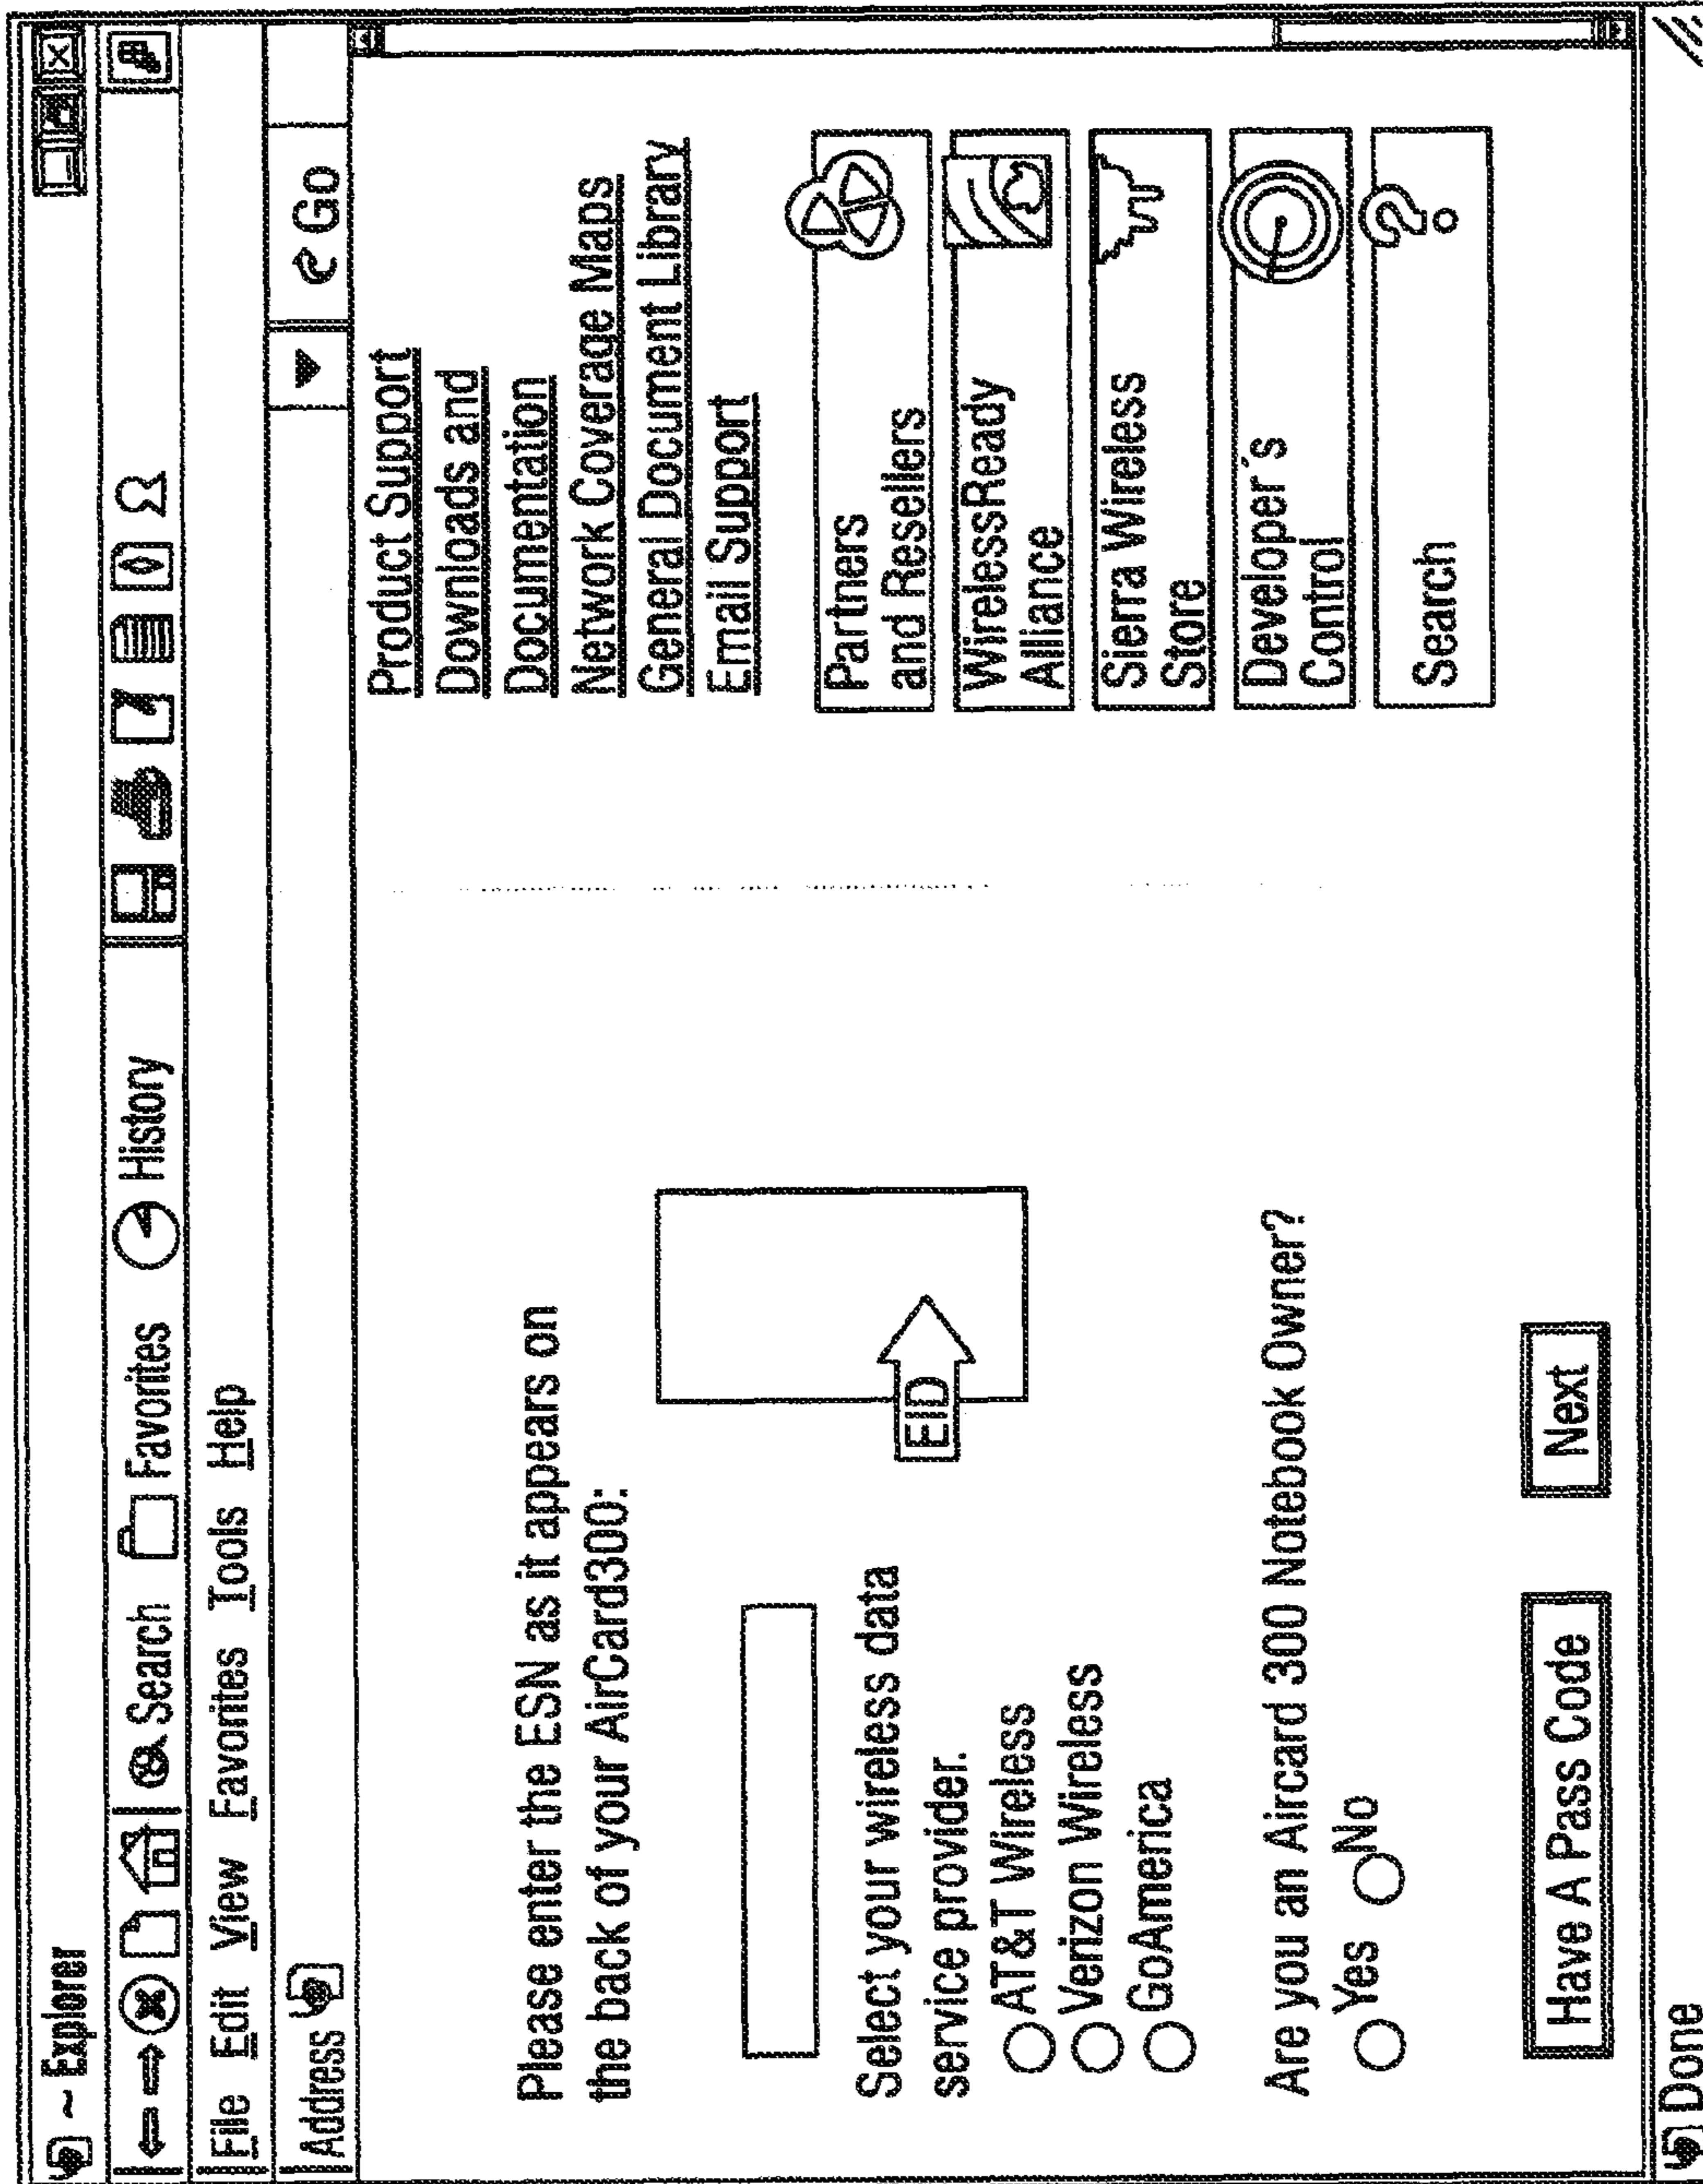 ~ Explorer
Search Favorites History
File Edit View Favorites Tools Help
Address Go
Please enter the ESN as it appears on
the back of your AirCard300:
EID
Select your wireless data
service provider.
AT&T Wireless
Verizon Wireless
GoAmerica
Are you an Aircard 300 Notebook Owner?
Yes No
Have A Pass Code Next
Product Support
Downloads and
Documentation
Network Coverage Maps
General Document Library
Email Support
Partners
and Resellers
WirelessReady
Alliance
Sierra Wireless
Store
Developer´s
Control
Search
?
Done